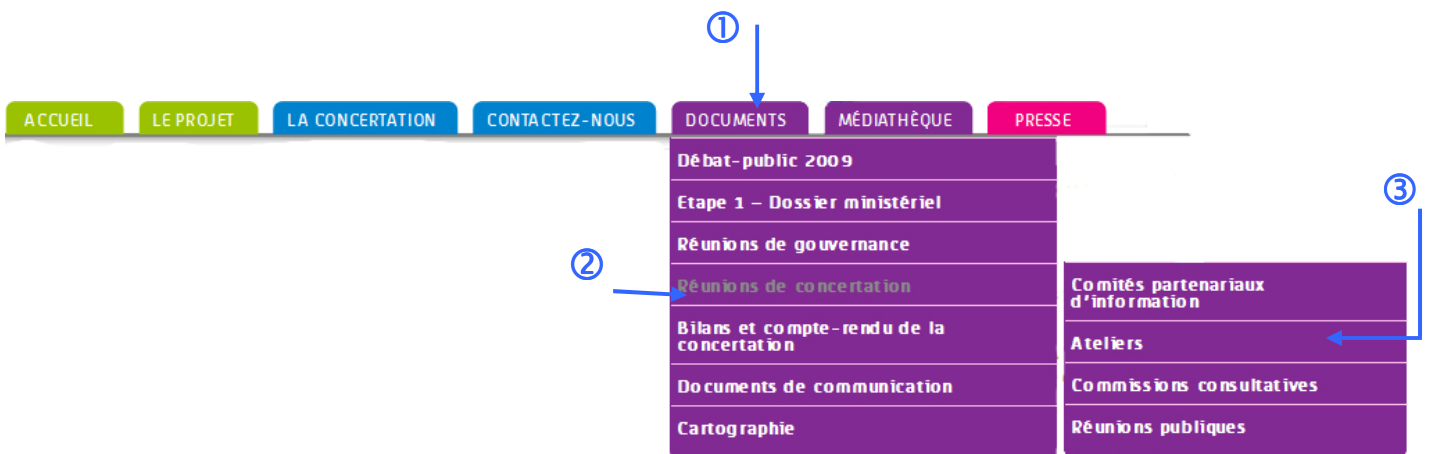 ①
ACCUEIL LE PROJET LA CONCERTATION CONTACTEZ-NOUS DOCUMENTS MÉDIATHÈQUE PRESSE
Débat-public 2009
Etape 1 – Dossier ministériel
③
Réunions de gouvernance
②
Réunions de concertation
Bilans et compte-rendu de la
concertation
Documents de communication
Cartographie
Comités partenariaux
d'information
Ateliers
Commissions consultatives
Réunions publiques